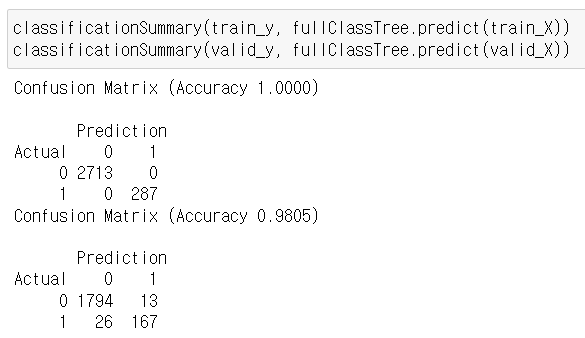 classificationSummary(train_y, fullClassTree.predict(train_X))
classificationSummary(valid_y, fullClassTree.predict(valid_X))
Confusion Matrix (Accuracy 1.0000)
Prediction
Actual 0 1
0 2713 0
1 0 287
Confusion Matrix (Accuracy 0.9805)
Prediction
Actual 0 1
0 1794 13
1 26 167